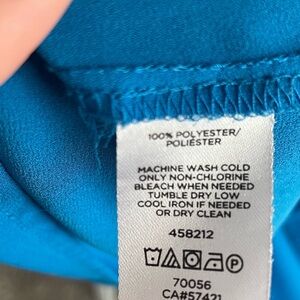 100% POLYESTER/
POLIÉSTER
MACHINE WASH COLD
ONLY NON-CHLORINE
BLEACH WHEN NEEDED
TUMBLE DRY LOW
COOL IRON IF NEEDED
OR DRY CLEAN
458212
P
70056
CA#57421